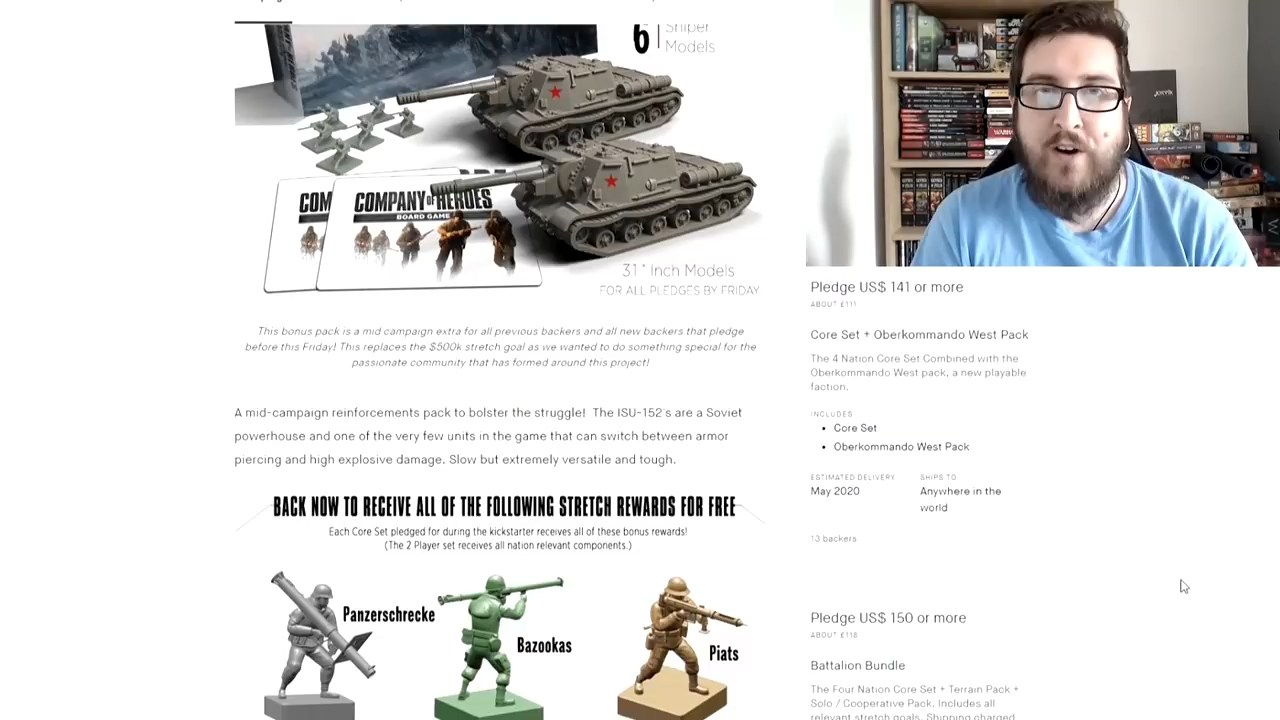 6
Sniper
Models
COM
COMPANY OF HEROES
BOARD GAME
31* Inch Models
FOR ALL PLEDGES BY FRIDAY
This bonus pack is a mid campaign extra for all previous backers and all new backers that pledge
before this Friday! This replaces the $500k stretch goal as we wanted to do something special for the
passionate community that has formed around this project!
A mid-campaign reinforcements pack to bolster the struggle! The ISU-152's are a Soviet
powerhouse and one of the very few units in the game that can switch between armor
piercing and high explosive damage. Slow but extremely versatile and tough.
BACK NOW TO RECEIVE ALL OF THE FOLLOWING STRETCH REWARDS FOR FREE
Each Core Set pledged for during the kickstarter receives all of these bonus rewards!
(The 2 Player set receives all nation relevant components.)
Panzerschrecke
Bazookas
Piats
Pledge US$ 141 or more
ABOUT £111
Core Set + Oberkommando West Pack
The 4 Nation Core Set Combined with the
Oberkommando West pack, a new playable
faction.
INCLUDES
• Core Set
• Oberkommando West Pack
ESTIMATED DELIVERY
May 2020
SHIPS TO
Anywhere in the
world
13 backers
Pledge US$ 150 or more
ABOUT £118
Battalion Bundle
The Four Nation Core Set + Terrain Pack +
Solo / Cooperative Pack. Includes all
relevant stretch goals. Shipping charged